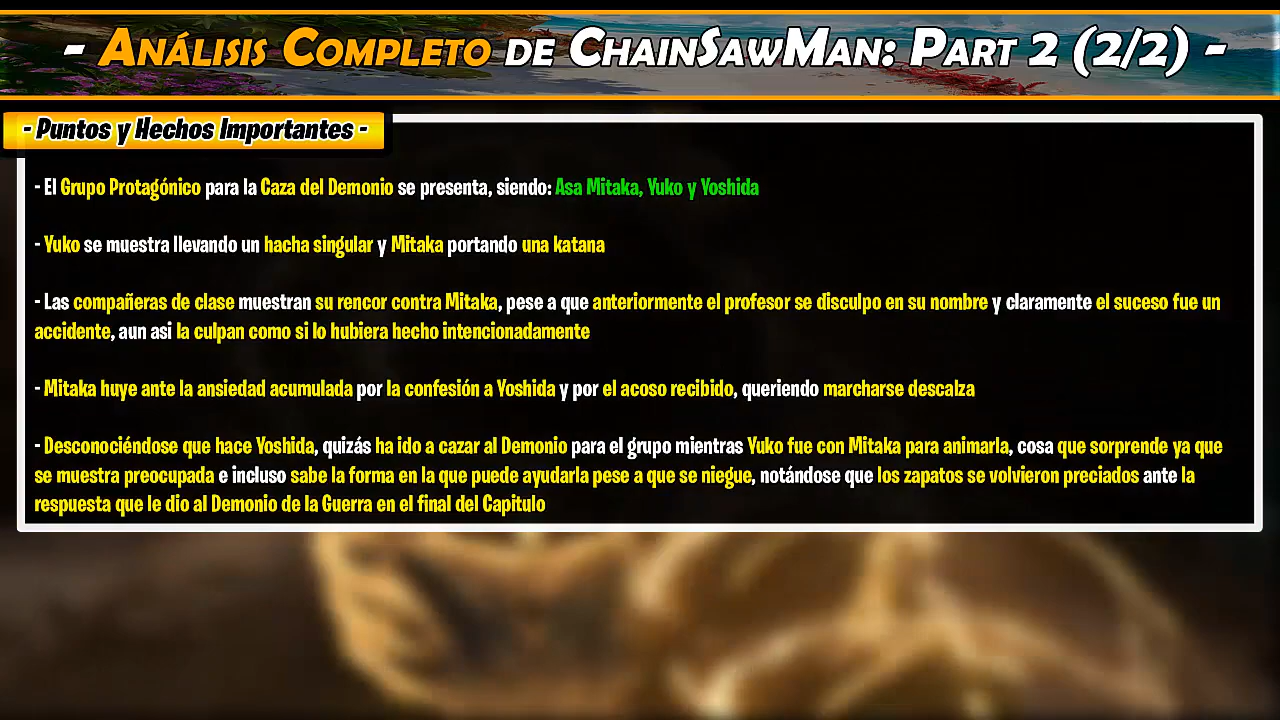 - Análisis Completo de ChainSawMan: Part 2 (2/2) -
- Puntos y Hechos Importantes -
- El Grupo Protagónico para la Caza del Demonio se presenta, siendo: Asa Mitaka, Yuko y Yoshida
- Yuko se muestra llevando un hacha singular y Mitaka portando una katana
- Las compañeras de clase muestran su rencor contra Mitaka, pese a que anteriormente el profesor se disculpo en su nombre y claramente el suceso fue un
accidente, aun asi la culpan como si lo hubiera hecho intencionadamente
- Mitaka huye ante la ansiedad acumulada por la confesión a Yoshida y por el acoso recibido, queriendo marcharse descalza
- Desconociéndose que hace Yoshida, quizás ha ido a cazar al Demonio para el grupo mientras Yuko fue con Mitaka para animarla, cosa que sorprende ya que
se muestra preocupada e incluso sabe la forma en la que puede ayudarla pese a que se niegue, notándose que los zapatos se volvieron preciados ante la
respuesta que le dio al Demonio de la Guerra en el final del Capitulo